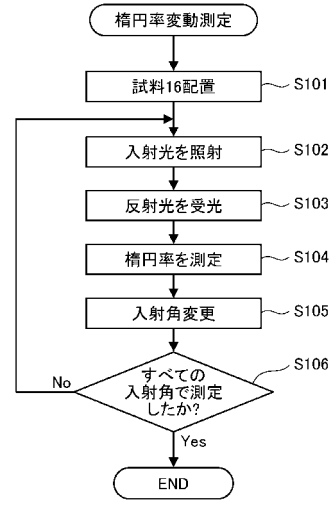 楕円率変動測定
試料16配置
S101
入射光を照射
S102
反射光を受光
S103
楕円率を測定
S104
入射角変更
S105
すべての
入射角で測定
したか?
S106
No
Yes
END